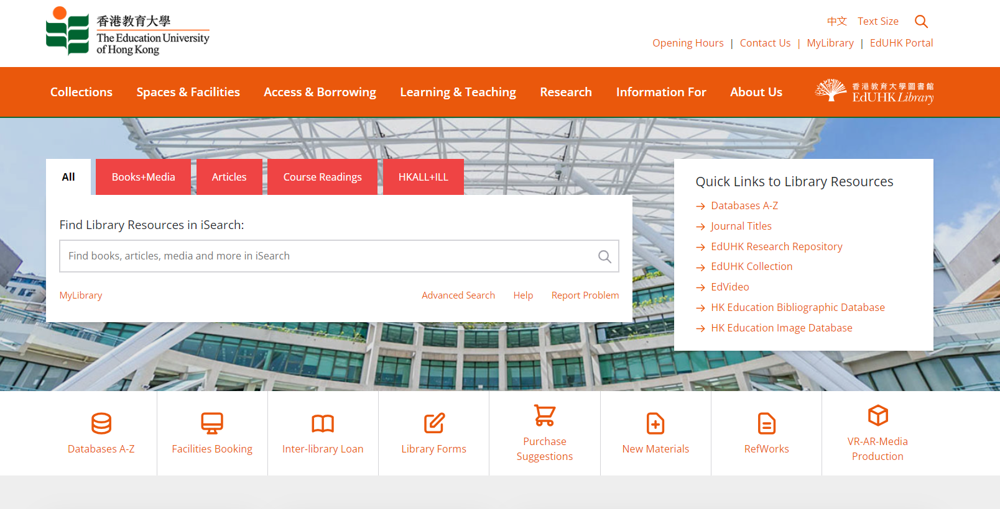 香港教育大學
The Education University
of Hong Kong
中文 Text Size
Opening Hours | Contact Us | MyLibrary | EdUHK Portal
Collections Spaces & Facilities Access & Borrowing Learning & Teaching Research Information For About Us
香港教育大學圖書館
EdUHK Library
All Books+Media Articles Course Readings HKALL+ILL
Find Library Resources in iSearch:
Find books, articles, media and more in iSearch
MyLibrary Advanced Search Help Report Problem
Quick Links to Library Resources
Databases A-Z
Journal Titles
EdUHK Research Repository
EdUHK Collection
EdVideo
HK Education Bibliographic Database
HK Education Image Database
Databases A-Z
Facilities Booking
Inter-library Loan
Library Forms
Purchase
Suggestions
New Materials
RefWorks
VR-AR-Media
Production